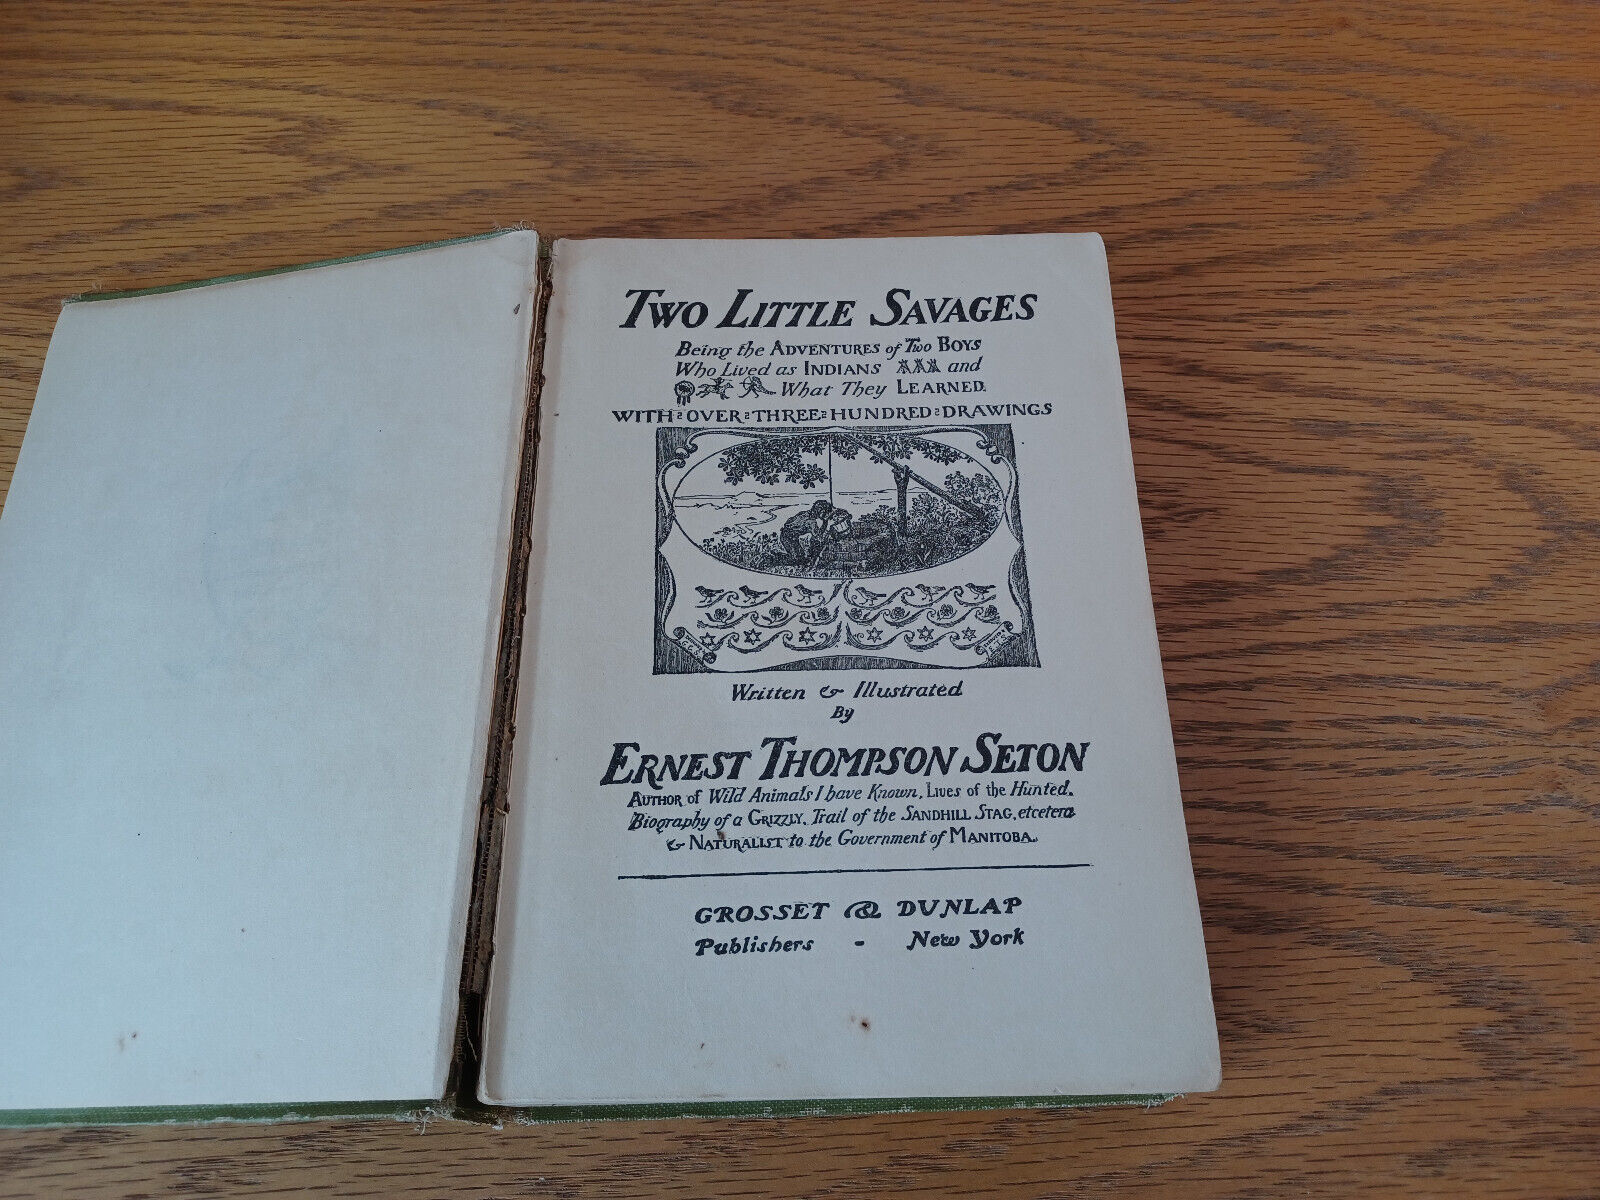 TWO LITTLE SAVAGES
Being the ADVENTURES of Two BOYS
Who Lived as INDIANS and
What They LEARNED.
WITH OVER THREE HUNDRED DRAWINGS
Written & Illustrated
By
ERNEST THOMPSON SETON
AUTHOR of Wild Animals I have Known, Lives of the Hunted,
Biography of a GRIZZLY, Trail of the SANDHILL STAG, etcetera
& NATURALIST to the Government of MANITOBA.
GROSSET & DUNLAP
Publishers - New York